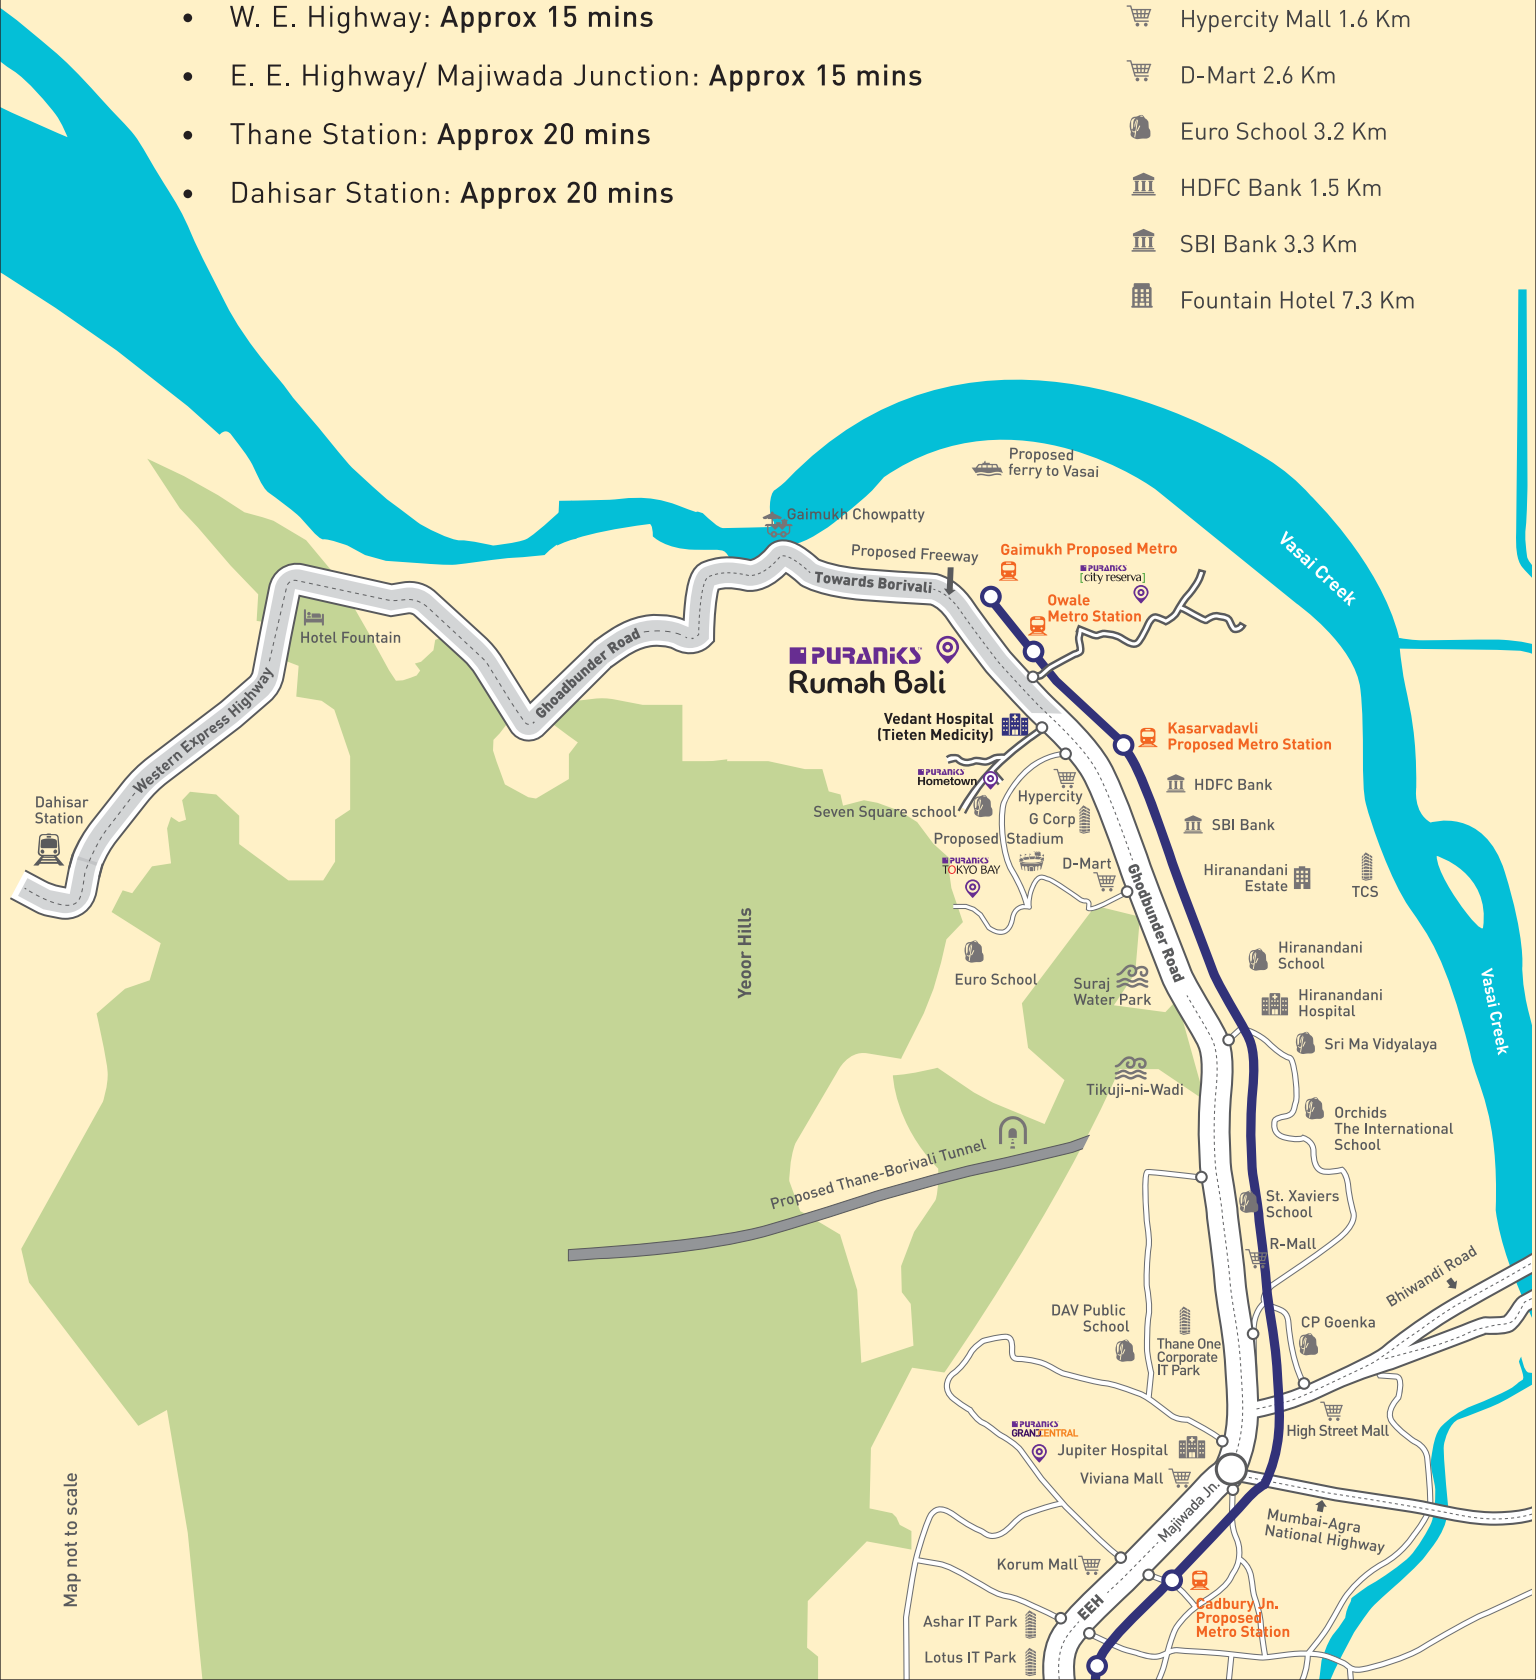 • W. E. Highway: Approx 15 mins
• E. E. Highway/ Majiwada Junction: Approx 15 mins
• Thane Station: Approx 20 mins
• Dahisar Station: Approx 20 mins
Hypercity Mall 1.6 Km
D-Mart 2.6 Km
Euro School 3.2 Km
HDFC Bank 1.5 Km
SBI Bank 3.3 Km
Fountain Hotel 7.3 Km
Proposed
ferry to Vasai
Gaimukh Chowpatty
Vasai Creek
Proposed Freeway
Gaimukh Proposed Metro
PURANIKS
[city reserva]
Towards Borivali
Owale
Metro Station
Hotel Fountain
Ghoadbunder Road
PURANIKS
Rumah Bali
Western Express Highway
Vedant Hospital
(Tieten Medicity)
Kasarvadavli
Proposed Metro Station
PURANIKS
Hometown
HDFC Bank
Hypercity
Dahisar
Station
Seven Square school
G Corp
SBI Bank
Proposed Stadium
PURANIKS
TOKYO BAY
D-Mart
Ghodbunder Road
Hiranandani
Estate
TCS
Yeoor Hills
Hiranandani
School
Euro School
Suraj
Water Park
Hiranandani
Hospital
Vasai Creek
Sri Ma Vidyalaya
Tikuji-ni-Wadi
Orchids
The International
School
Proposed Thane-Borivali Tunnel
St. Xaviers
School
R-Mall
Bhiwandi Road
DAV Public
School
Thane One
Corporate
IT Park
CP Goenka
PURANIKS
GRAND CENTRAL
High Street Mall
Jupiter Hospital
Viviana Mall
Majiwada Jn.
Mumbai-Agra
National Highway
Map not to scale
Korum Mall
EEH
Cadbury Jn.
Proposed
Metro Station
Ashar IT Park
Lotus IT Park